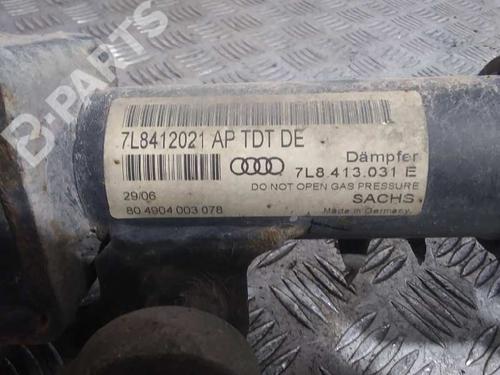 B-PARTS
7L8412021 AP TDT DE
Dämpfer
7L8 413.031 E
DO NOT OPEN GAS PRESSURE
29/06
SACHS
80 4904 003 078
Made in Germany